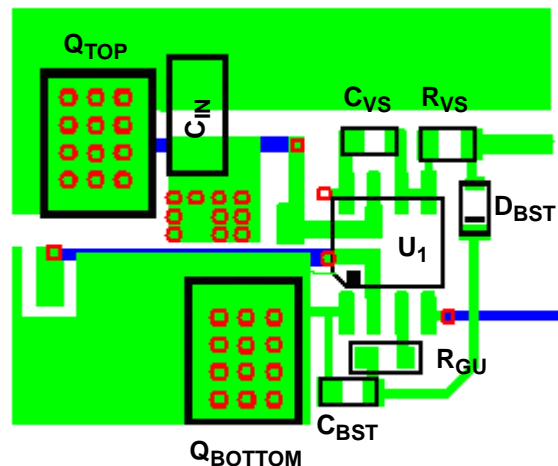 QTOP
CIN
CVS
RVS
DBST
U1
RGU
CBST
QBOTTOM